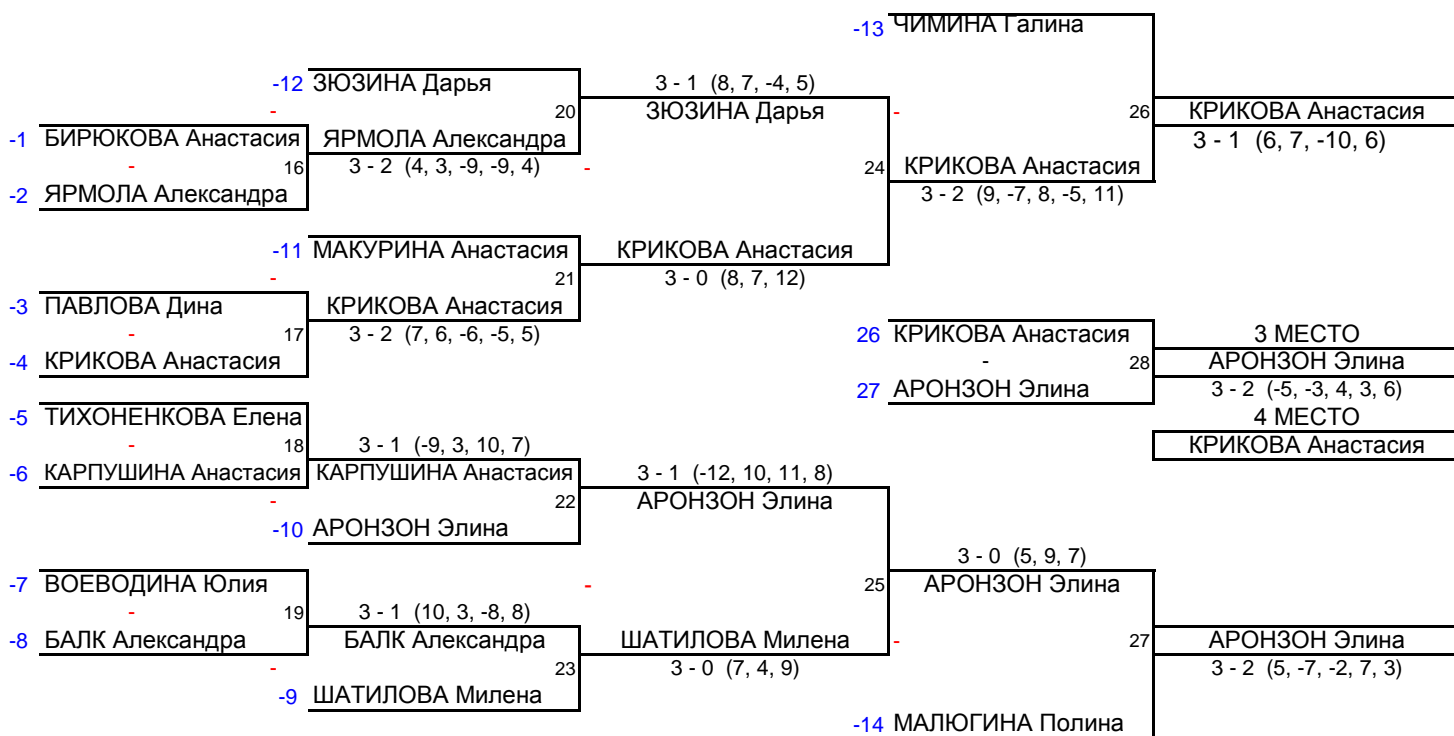 -13 ЧИМИНА Галина
-12 ЗЮЗИНА Дарья
3 - 1 (8, 7, -4, 5)
- 20 ЗЮЗИНА Дарья - 26 КРИКОВА Анастасия
-1 БИРЮКОВА Анастасия ЯРМОЛА Александра 3 - 1 (6, 7, -10, 6)
- 16 3 - 2 (4, 3, -9, -9, 4) - 24 КРИКОВА Анастасия
-2 ЯРМОЛА Александра 3 - 2 (9, -7, 8, -5, 11)
-11 МАКУРИНА Анастасия КРИКОВА Анастасия
- 21 3 - 0 (8, 7, 12)
-3 ПАВЛОВА Дина КРИКОВА Анастасия
- 17 3 - 2 (7, 6, -6, -5, 5) 26 КРИКОВА Анастасия 3 МЕСТО
-4 КРИКОВА Анастасия - 28 АРОНЗОН Элина
27 АРОНЗОН Элина 3 - 2 (-5, -3, 4, 3, 6)
-5 ТИХОНЕНКОВА Елена 4 МЕСТО
- 18 3 - 1 (-9, 3, 10, 7) КРИКОВА Анастасия
-6 КАРПУШИНА Анастасия КАРПУШИНА Анастасия 3 - 1 (-12, 10, 11, 8)
- 22 АРОНЗОН Элина
-10 АРОНЗОН Элина
3 - 0 (5, 9, 7)
-7 ВОЕВОДИНА Юлия - 25 АРОНЗОН Элина
- 19 3 - 1 (10, 3, -8, 8)
-8 БАЛК Александра БАЛК Александра ШАТИЛОВА Милена - 27 АРОНЗОН Элина
- 23 3 - 0 (7, 4, 9) 3 - 2 (5, -7, -2, 7, 3)
-9 ШАТИЛОВА Милена
-14 МАЛЮГИНА Полина